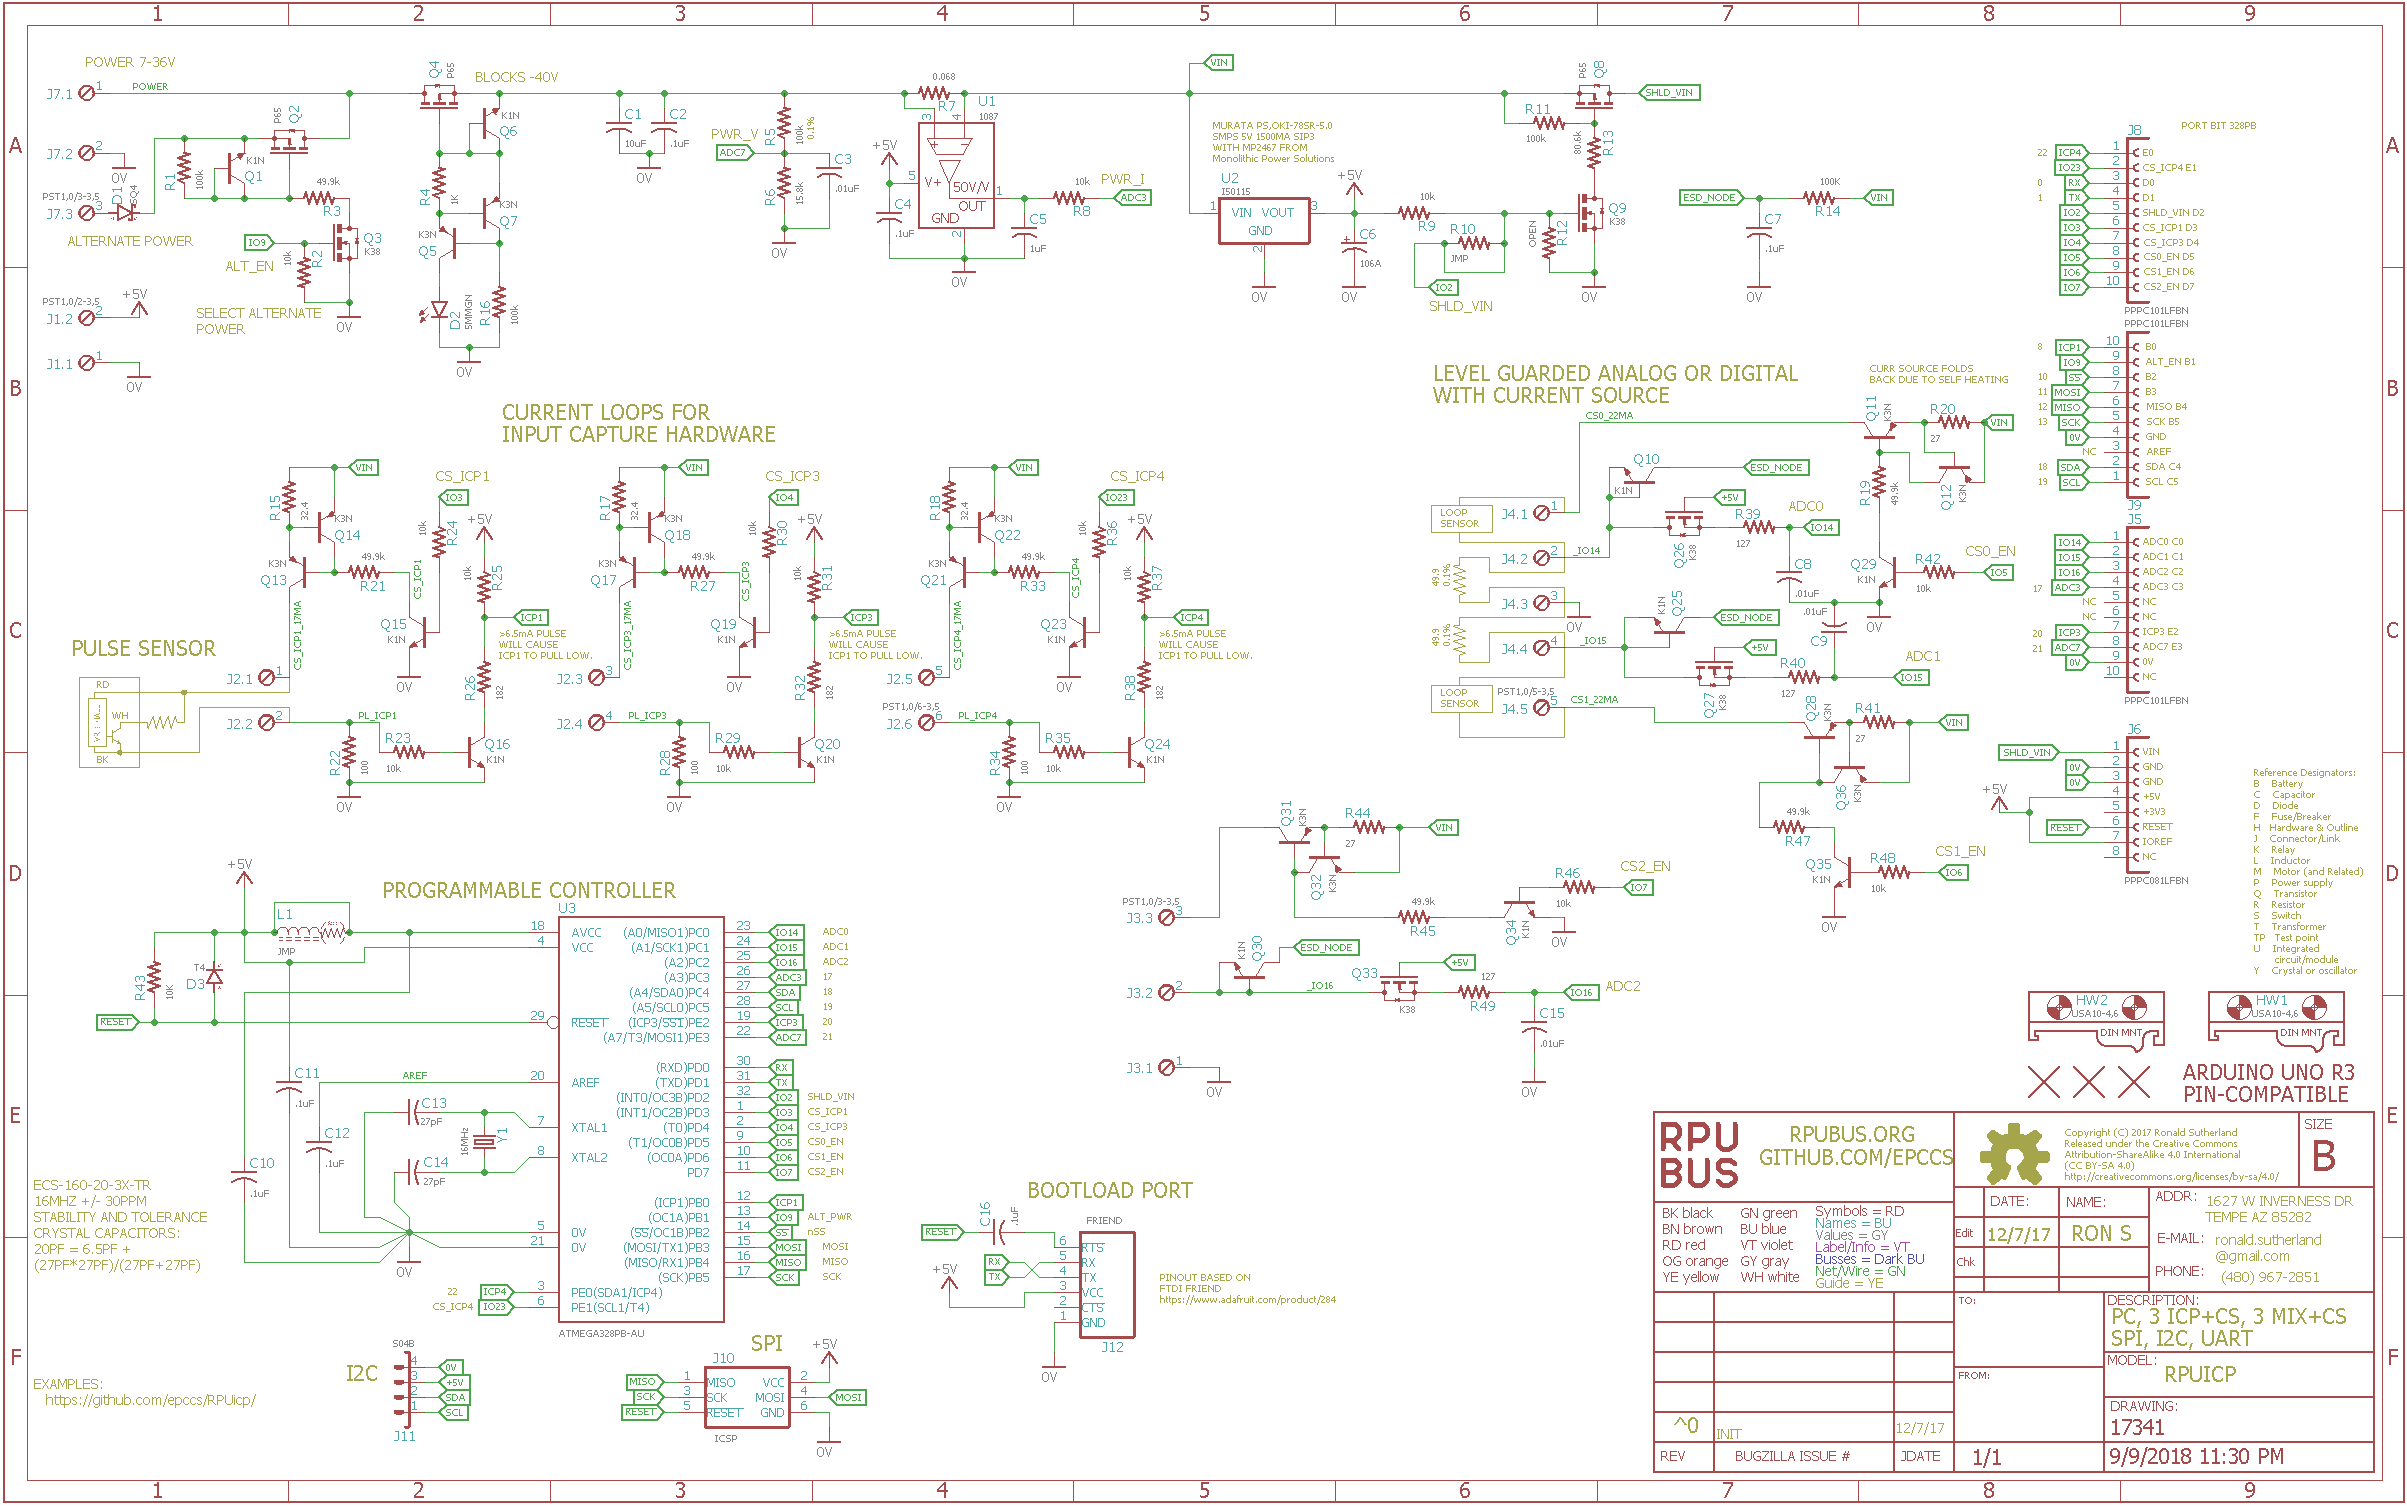 1 2 3 4 5 6 7 8 9
A
B
C
D
E
F
POWER 7-36V
J7.1 1 POWER
J7.2 2
0V
PST1,0/3-3,5
J7.3 3
D1
SQ4
ALTERNATE POWER
R1
100k
K1N
Q1
P65
Q2
49.9k
R3
IO9
ALT_EN
10k
R2
Q3
K38
SELECT ALTERNATE
POWER
0V
PST1,0/2-3,5
J1.2 2
+5V
J1.1 1
0V
Q4
P65
BLOCKS -40V
K1N
Q6
R4
1K
K3N
Q7
K3N
Q5
D2
5MMGN
R16
100k
0V
C1
10uF
C2
.1uF
0V
PWR_V
ADC7
R5
100k
0.1%
R6
15.8k
C3
.01uF
0V
0.068
R7
U1
1087
3 4
+5V
5
V+
50V/V
OUT
1
GND
2
C4
.1uF
0V
C5
1uF
10k
R8
PWR_I
ADC3
VIN
MURATA PS,OKI-78SR-5.0
SMPS 5V 1500MA SIP3
WITH MP2467 FROM
Monolithic Power Solutions
U2
I50115
1 VIN VOUT 3
GND
2
0V
+5V
C6
106A
0V
10k
R9
R10
JMP
IO2
SHLD_VIN
OPEN
R12
R11
100k
P65
Q8
SHLD_VIN
80.6k
R13
Q9
K38
0V
ESD_NODE
100K
R14
VIN
C7
.1uF
0V
PORT BIT 328PB
J8
22 ICP4 1 E0
IO23 2 CS_ICP4 E1
0 RX 3 D0
1 TX 4 D1
IO2 5 SHLD_VIN D2
IO3 6 CS_ICP1 D3
IO4 7 CS_ICP3 D4
IO5 8 CS0_EN D5
IO6 9 CS1_EN D6
IO7 10 CS2_EN D7
PPPC101LFBN
PPPC101LFBN
8 ICP1 10 B0
IO9 9 ALT_EN B1
10 SS 8 B2
11 MOSI 7 B3
12 MISO 6 MISO B4
13 SCK 5 SCK B5
0V 4 GND
NC 3 AREF
18 SDA 2 SDA C4
19 SCL 1 SCL C5
J9
J5
IO14 1 ADC0 C0
IO15 2 ADC1 C1
IO16 3 ADC2 C2
17 ADC3 4 ADC3 C3
NC 5 NC
NC 6 NC
20 ICP3 7 ICP3 E2
21 ADC7 8 ADC7 E3
0V 9 0V
10 NC
PPPC101LFBN
J6
SHLD_VIN 1 VIN
0V 2 GND
0V 3 GND
+5V 4 +5V
5 +3V3
RESET 6 RESET
7 IOREF
8 NC
PPPC081LFBN
CURRENT LOOPS FOR
INPUT CAPTURE HARDWARE
VIN
R15
32.4
K3N
Q14
K3N
Q13
49.9k
R21
CS_ICP1
IO3
10k
R24
CS_ICP1
+5V
10k
R25
ICP1
>6.5mA PULSE
WILL CAUSE
ICP1 TO PULL LOW.
Q15
K1N
0V
R26
182
CS_ICP1_17MA
J2.1 1
J2.2 2
PL_ICP1
R22
100
R23
10k
Q16
K1N
0V
PULSE SENSOR
RD
WH
BK
VIN
R17
32.4
K3N
Q18
K3N
Q17
49.9k
R27
CS_ICP3
IO4
10k
R30
CS_ICP3
+5V
10k
R31
ICP3
>6.5mA PULSE
WILL CAUSE
ICP1 TO PULL LOW.
Q19
K1N
0V
R32
182
CS_ICP3_17MA
J2.3 3
J2.4 4
PL_ICP3
R28
100
R29
10k
Q20
K1N
0V
VIN
R18
32.4
K3N
Q22
K3N
Q21
49.9k
R33
CS_ICP4
IO23
10k
R36
CS_ICP4
+5V
10k
R37
ICP4
>6.5mA PULSE
WILL CAUSE
ICP1 TO PULL LOW.
Q23
K1N
0V
R38
182
CS_ICP4_17MA
J2.5 5
PST1,0/6-3,5
J2.6 6
PL_ICP4
R34
100
R35
10k
Q24
K1N
0V
LEVEL GUARDED ANALOG OR DIGITAL
WITH CURRENT SOURCE
CS0_22MA
CURR SOURCE FOLDS
BACK DUE TO SELF HEATING
Q11
K3N
R20
27
VIN
Q12
K3N
R19
49.9k
Q10
K1N
ESD_NODE
+5V
Q26
K38
R39
127
ADC0
IO14
LOOP
SENSOR
J4.1 1
J4.2 2 _IO14
49.9
0.1%
J4.3 3
0V
49.9
0.1%
J4.4 4 _IO15
LOOP
SENSOR
PST1,0/5-3,5
J4.5 5 CS1_22MA
C8
.01uF
Q29
K1N
R42
10k
CS0_EN
IO5
0V
K1N
Q25
ESD_NODE
+5V
Q27
K38
R40
127
.01uF
C9
ADC1
IO15
Q28
K3N
R41
27
VIN
Q36
K3N
49.9k
R47
Q35
K1N
R48
10k
CS1_EN
IO6
0V
Q31
K3N
R44
27
VIN
Q32
K3N
49.9k
R45
Q34
K1N
R46
10k
CS2_EN
IO7
0V
PST1,0/3-3,5
J3.3 3
K1N
Q30
ESD_NODE
J3.2 2
_IO16
Q33
K38
+5V
127
R49
IO16
ADC2
C15
.01uF
0V
J3.1 1
0V
Reference Designators:
B Battery
C Capacitor
D Diode
F Fuse/Breaker
H Hardware & Outline
J Connector/Link
K Relay
L Inductor
M Motor (and Related)
P Power supply
Q Transistor
R Resistor
S Switch
T Transformer
TP Test point
U Integrated
circuit/module
Y Crystal or oscillator
PROGRAMMABLE CONTROLLER
+5V
L1
JMP
R43
10K
T4
D3
RESET
C11
.1uF
C12
.1uF
C10
.1uF
AREF
C13
27pF
C14
27pF
16MHz
Y1
0V
U3
18 AVCC (A0/MISO1)PC0 23 IO14 ADC0
4 VCC (A1/SCK1)PC1 24 IO15 ADC1
(A2)PC2 25 IO16 ADC2
(A3)PC3 26 ADC3 17
(A4/SDA0)PC4 27 SDA 18
(A5/SCL0)PC5 28 SCL 19
29 RESET (ICP3/SS1)PE2 19 ICP3 20
(A7/T3/MOSI1)PE3 22 ADC7 21
(RXD)PD0 30 RX
20 AREF (TXD)PD1 31 TX
(INT0/OC3B)PD2 32 IO2 SHLD_VIN
(INT1/OC2B)PD3 1 IO3 CS_ICP1
7 XTAL1 (T0)PD4 2 IO4 CS_ICP3
(T1/OC0B)PD5 9 IO5 CS0_EN
8 XTAL2 (OC0A)PD6 10 IO6 CS1_EN
PD7 11 IO7 CS2_EN
(ICP1)PB0 12 ICP1
(OC1A)PB1 13 IO9 ALT_PWR
5 0V (SS/OC1B)PB2 14 SS nSS
21 0V (MOSI/TX1)PB3 15 MOSI MOSI
(MISO/RX1)PB4 16 MISO MISO
(SCK)PB5 17 SCK SCK
22 ICP4 3 PE0(SDA1/ICP4)
CS_ICP4 IO23 6 PE1(SCL1/T4)
ATMEGA328PB-AU
ECS-160-20-3X-TR
16MHZ +/- 30PPM
STABILITY AND TOLERANCE
CRYSTAL CAPACITORS:
20PF = 6.5PF +
(27PF*27PF)/(27PF+27PF)
EXAMPLES:
https://github.com/epccs/RPUicp/
I2C
S04B
4 0V
3 +5V
2 SDA
1 SCL
J11
SPI
J10
+5V
MISO 1 MISO VCC 2
SCK 3 SCK MOSI 4 MOSI
RESET 5 RESET GND 6
ICSP
0V
BOOTLOAD PORT
C16
.1uF
RESET
FRIEND
6 RTS
RX 5 RX
TX 4 TX
+5V 3 VCC
2 CTS
1 GND
J12
0V
PINOUT BASED ON
FTDI FRIEND
https://www.adafruit.com/product/284
HW2
USA10-4,6
DIN MNT
HW1
USA10-4,6
DIN MNT
ARDUINO UNO R3
PIN-COMPATIBLE
RPU
BUS
RPUBUS.ORG
GITHUB.COM/EPCCS
Copyright (C) 2017 Ronald Sutherland
Released under the Creative Commons
Attribution-ShareAlike 4.0 International
(CC BY-SA 4.0)
http://creativecommons.org/licenses/by-sa/4.0/
SIZE
B
BK black GN green Symbols = RD
BN brown BU blue Names = BU
RD red VT violet Values = GY
OG orange GY gray Label/Info = VT
YE yellow WH white Busses = Dark BU
Net/Wire = GN
Guide = YE
DATE: NAME:
Edit 12/7/17 RON S
Chk
ADDR: 1627 W INVERNESS DR
TEMPE AZ 85282
E-MAIL: ronald.sutherland
@gmail.com
PHONE: (480) 967-2851
TO:
FROM:
DESCRIPTION:
PC, 3 ICP+CS, 3 MIX+CS
SPI, I2C, UART
MODEL:
RPUICP
DRAWING:
17341
^0 INIT 12/7/17
REV BUGZILLA ISSUE # JDATE 1/1 9/9/2018 11:30 PM
A
B
C
D
E
F
1 2 3 4 5 6 7 8 9